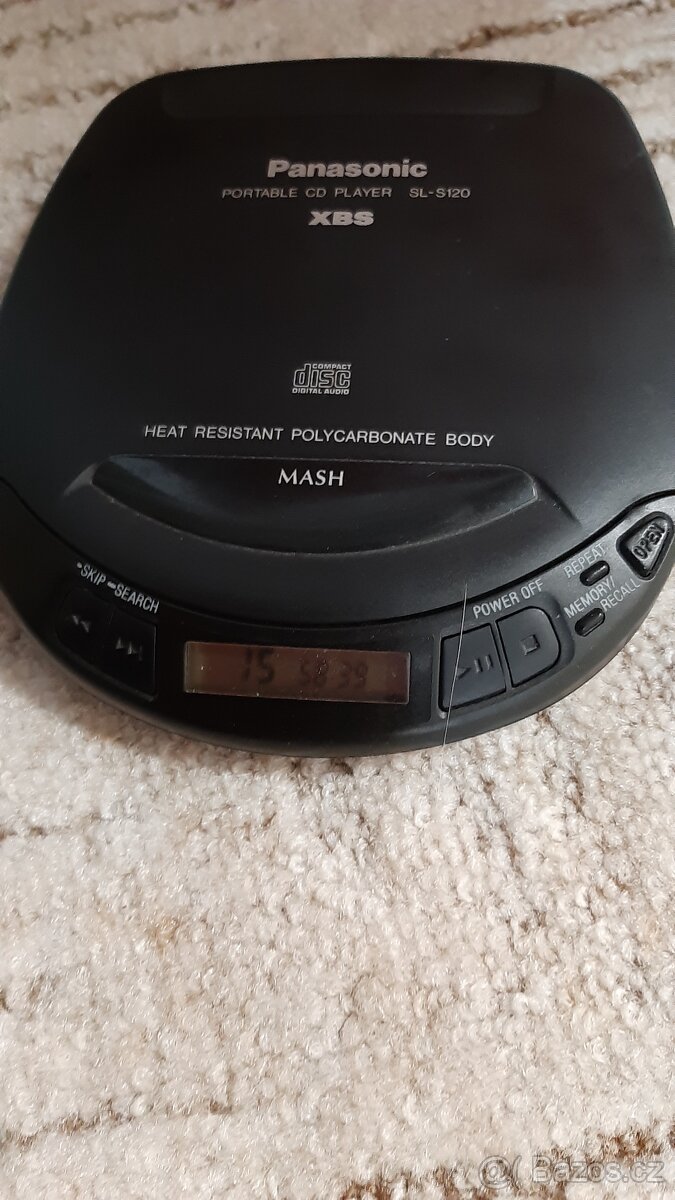 Panasonic
PORTABLE CD PLAYER SL-S120
XBS
COMPACT
disc
DIGITAL AUDIO
HEAT RESISTANT POLYCARBONATE BODY
MASH
•SKIP ━SEARCH
POWER OFF
REPEAT
MEMORY/
RECALL
OPEN
15 58 39
Bazos.cz